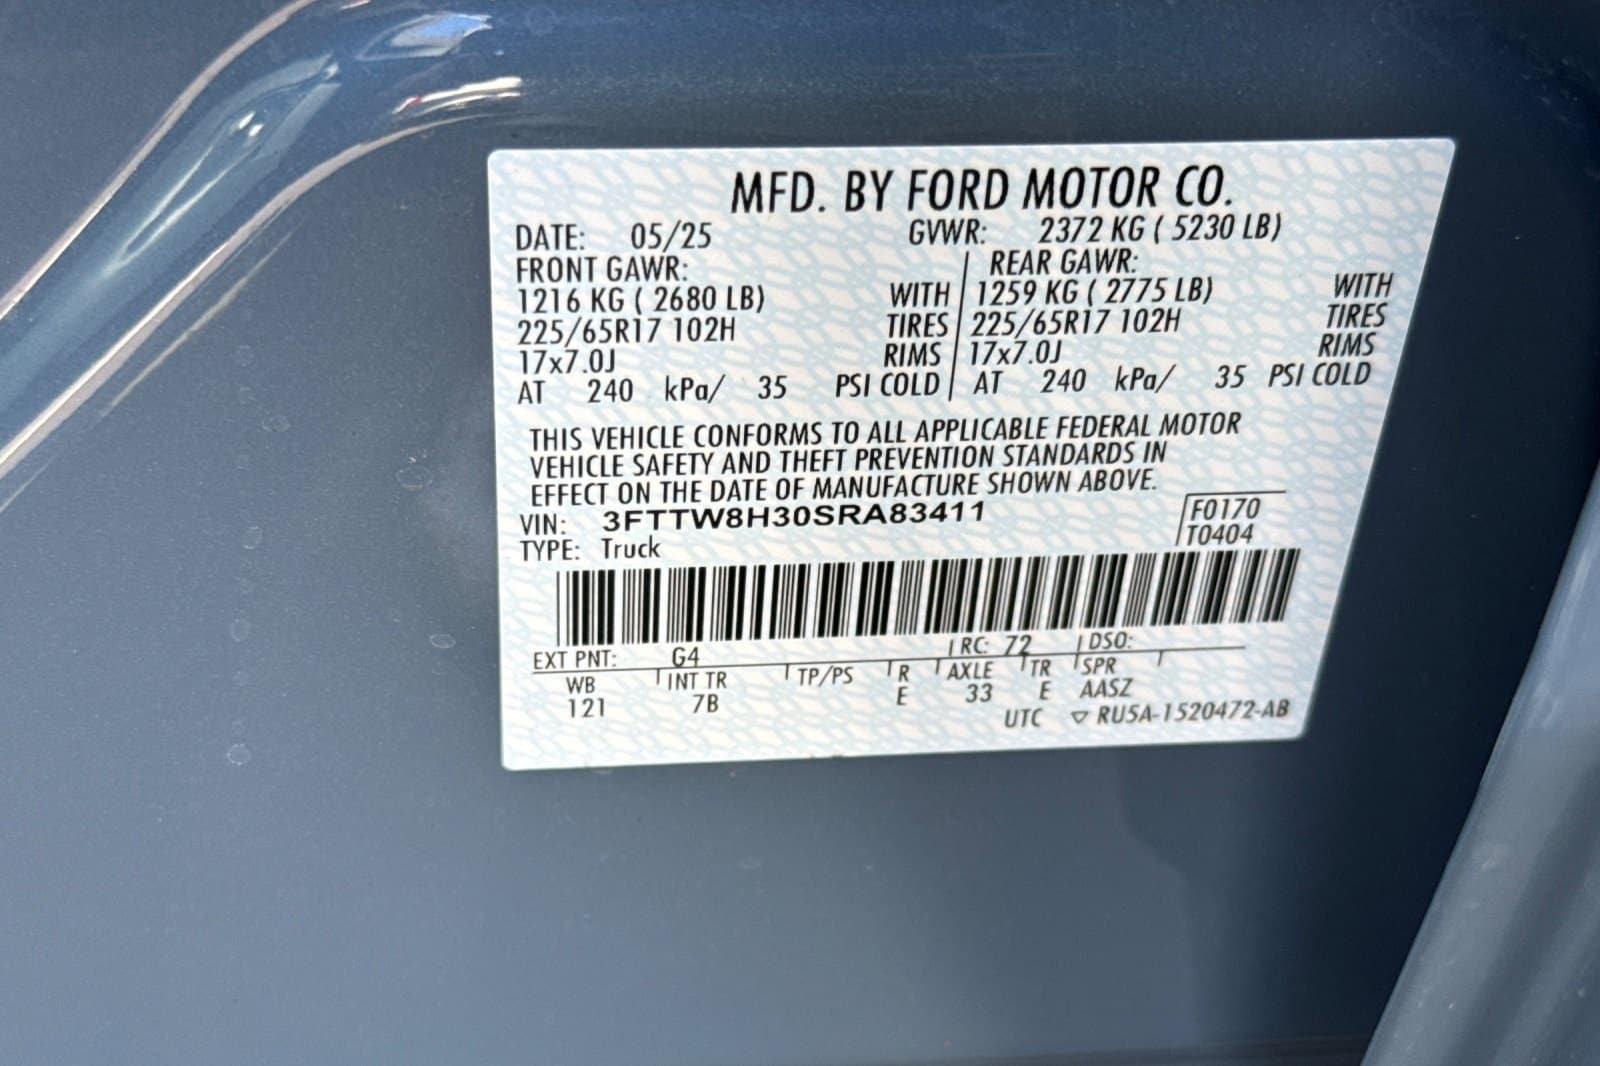 MFD. BY FORD MOTOR CO.
DATE: 05/25 GVWR: 2372 KG ( 5230 LB)
FRONT GAWR: REAR GAWR:
1216 KG ( 2680 LB) WITH 1259 KG ( 2775 LB) WITH
225/65R17 102H TIRES 225/65R17 102H TIRES
17x7.0J RIMS 17x7.0J RIMS
AT 240 kPa/ 35 PSI COLD AT 240 kPa/ 35 PSI COLD
THIS VEHICLE CONFORMS TO ALL APPLICABLE FEDERAL MOTOR
VEHICLE SAFETY AND THEFT PREVENTION STANDARDS IN
EFFECT ON THE DATE OF MANUFACTURE SHOWN ABOVE.
VIN: 3FTTW8H30SRA83411 F0170
TYPE: Truck T0404
EXT PNT: G4 RC: 72 DSO:
WB INT TR TP/PS R AXLE TR SPR
121 7B E 33 E AASZ
UTC ▽ RU5A-1520472-AB